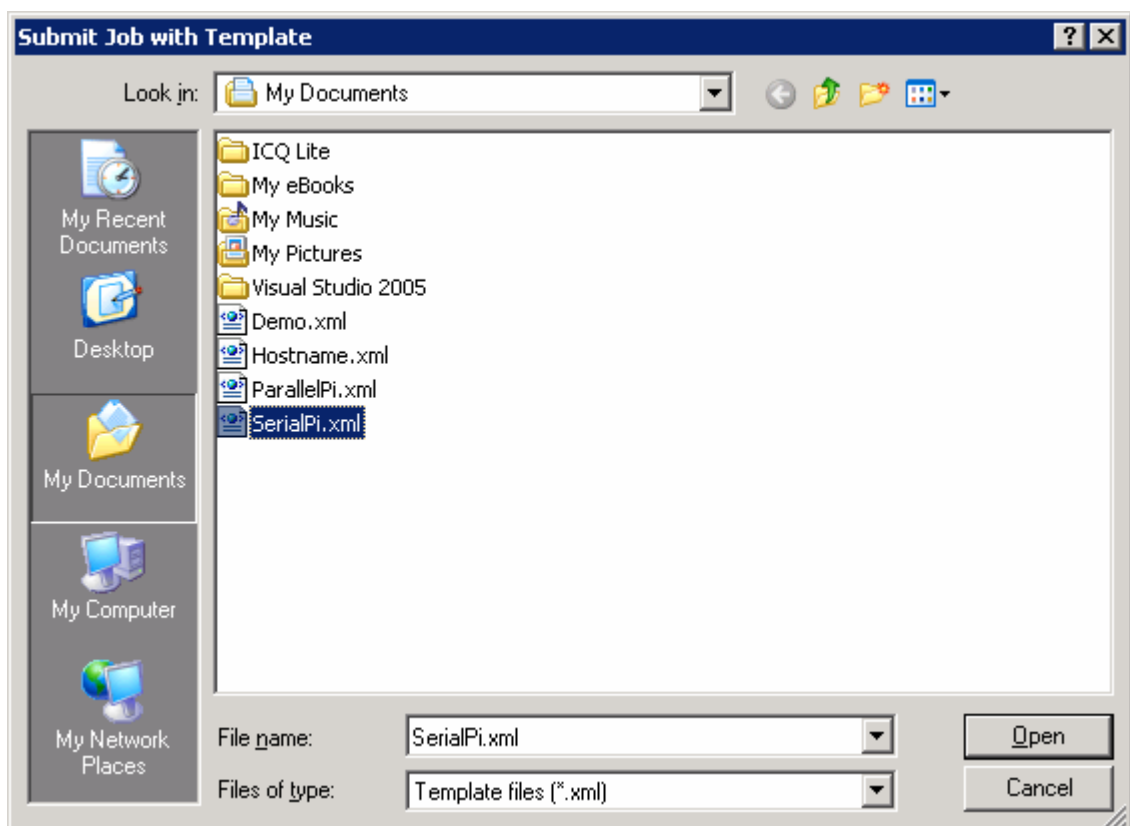 Submit Job with Template
Look in: My Documents
My Recent
Documents
Desktop
My Documents
My Computer
My Network
Places
ICQ Lite
My eBooks
My Music
My Pictures
Visual Studio 2005
Demo.xml
Hostname.xml
ParallelPi.xml
SerialPi.xml
File name: SerialPi.xml Open
Files of type: Template files (*.xml) Cancel